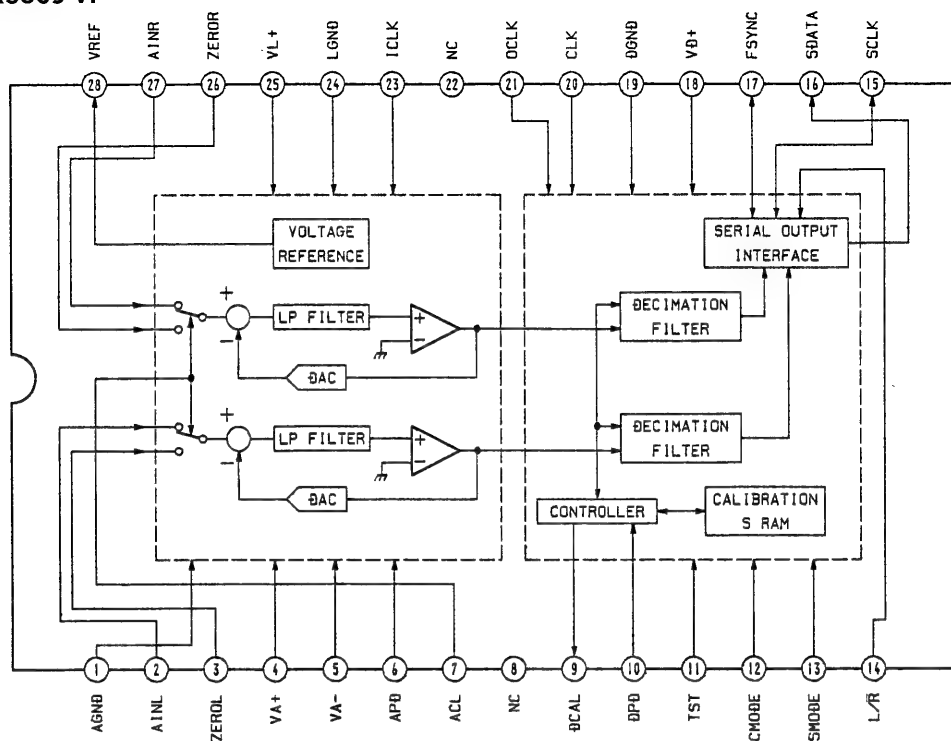 VREF
AINR
ZEROR
VL+
LGND
ICLK
NC
OCLK
CLK
DGND
VD+
FSYNC
SDATA
SCLK
28
27
26
25
24
23
22
21
20
19
18
17
16
15
VOLTAGE
REFERENCE
SERIAL OUTPUT
INTERFACE
+
LP FILTER
+
−
−
DAC
DECIMATION
FILTER
+
LP FILTER
+
−
−
DAC
DECIMATION
FILTER
CONTROLLER
CALIBRATION
S RAM
1
2
3
4
5
6
7
8
9
10
11
12
13
14
AGND
AINL
ZEROL
VA+
VA-
APD
ACL
NC
DCAL
DPD
TST
CMODE
SMODE
L/R̅